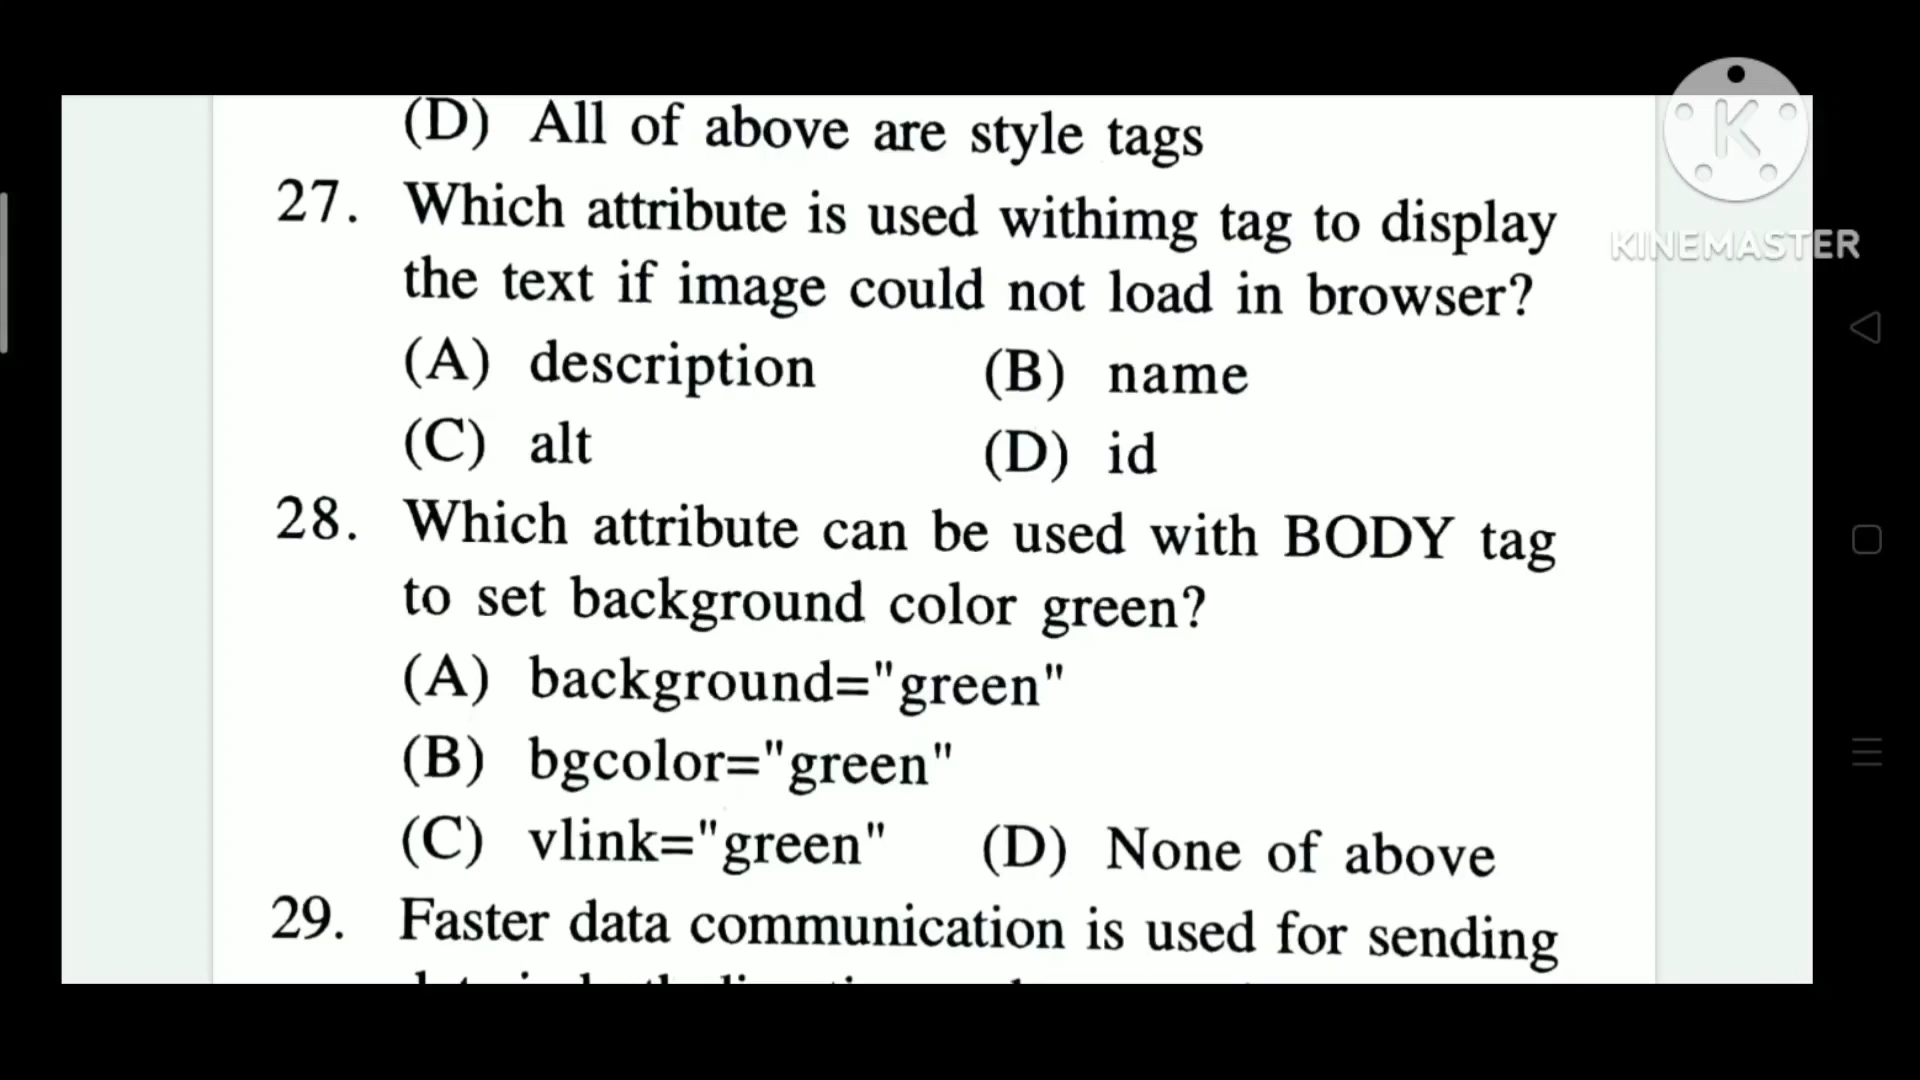 (D) All of above are style tags
27. Which attribute is used withimg tag to display
the text if image could not load in browser?
(A) description (B) name
(C) alt (D) id
28. Which attribute can be used with BODY tag
to set background color green?
(A) background="green"
(B) bgcolor="green"
(C) vlink="green" (D) None of above
29. Faster data communication is used for sending
K
KINEMASTER